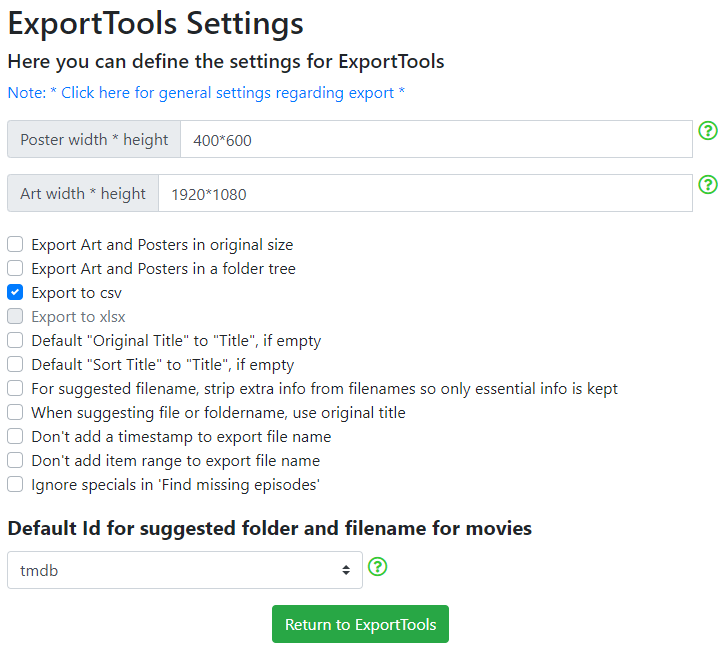 ExportTools Settings
Here you can define the settings for ExportTools
Note: * Click here for general settings regarding export *
Poster width * height 400*600
Art width * height 1920*1080
Export Art and Posters in original size
Export Art and Posters in a folder tree
Export to csv
Export to xlsx
Default "Original Title" to "Title", if empty
Default "Sort Title" to "Title", if empty
For suggested filename, strip extra info from filenames so only essential info is kept
When suggesting file or foldername, use original title
Don't add a timestamp to export file name
Don't add item range to export file name
Ignore specials in 'Find missing episodes'
Default Id for suggested folder and filename for movies
tmdb
Return to ExportTools